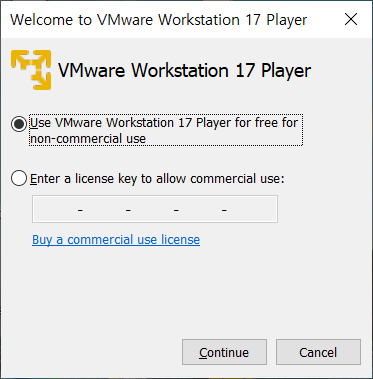 Welcome to VMware Workstation 17 Player
VMware Workstation 17 Player
Use VMware Workstation 17 Player for free for
non-commercial use
Enter a license key to allow commercial use:
- - - -
Buy a commercial use license
Continue Cancel